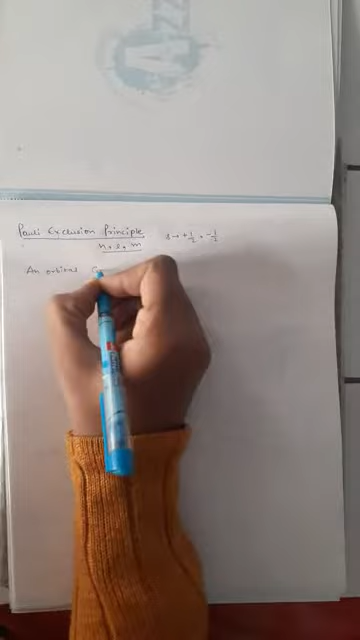 Pauli Exclusion Principle s → +1/2, -1/2
n, l, m
An orbital